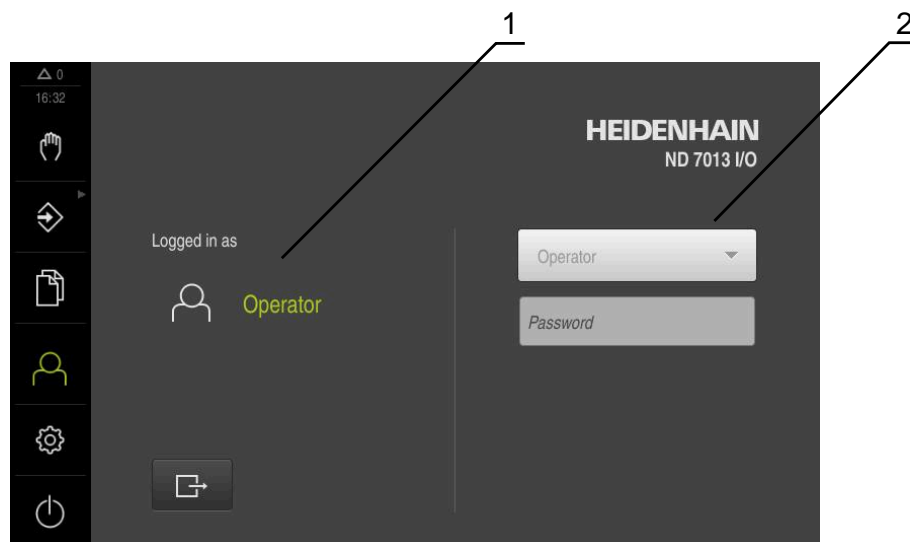 1
2
0
16:32
HEIDENHAIN
ND 7013 I/O
Logged in as
Operator
Operator
Password